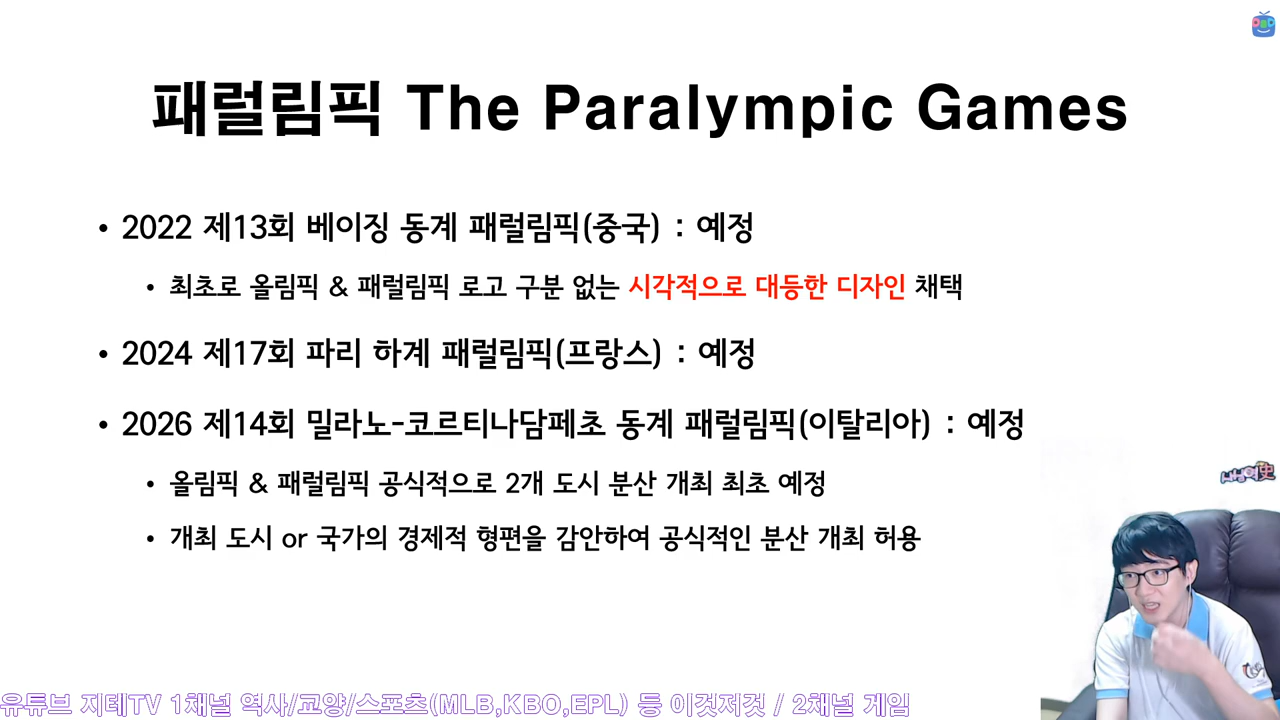 패럴림픽 The Paralympic Games
• 2022 제13회 베이징 동계 패럴림픽(중국) : 예정
• 최초로 올림픽 & 패럴림픽 로고 구분 없는 시각적으로 대등한 디자인 채택
• 2024 제17회 파리 하계 패럴림픽(프랑스) : 예정
• 2026 제14회 밀라노-코르티나담페초 동계 패럴림픽(이탈리아) : 예정
• 올림픽 & 패럴림픽 공식적으로 2개 도시 분산 개최 최초 예정
• 개최 도시 or 국가의 경제적 형편을 감안하여 공식적인 분산 개최 허용
유튜브 지테TV 1채널 역사/교양/스포츠(MLB,KBO,EPL) 등 이것저것 / 2채널 게임